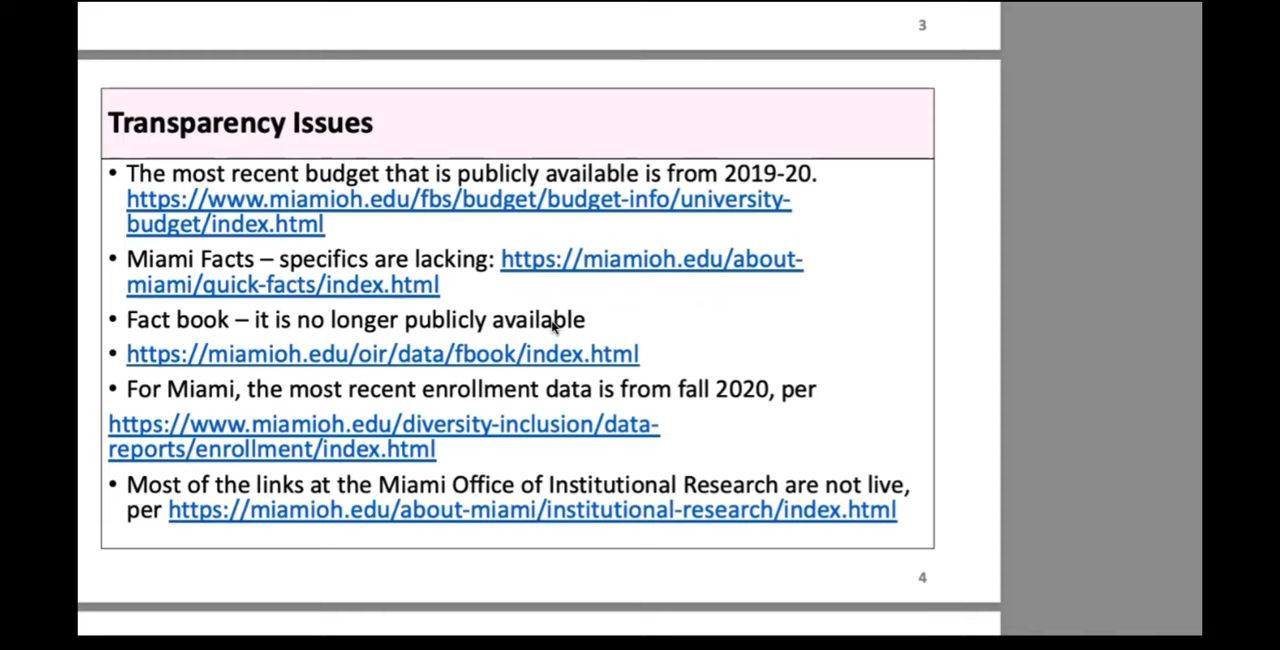 3
Transparency Issues
• The most recent budget that is publicly available is from 2019-20.
https://www.miamioh.edu/fbs/budget/budget-info/university-
budget/index.html
• Miami Facts – specifics are lacking: https://miamioh.edu/about-
miami/quick-facts/index.html
• Fact book – it is no longer publicly available
• https://miamioh.edu/oir/data/fbook/index.html
• For Miami, the most recent enrollment data is from fall 2020, per
https://www.miamioh.edu/diversity-inclusion/data-
reports/enrollment/index.html
• Most of the links at the Miami Office of Institutional Research are not live,
per https://miamioh.edu/about-miami/institutional-research/index.html
4